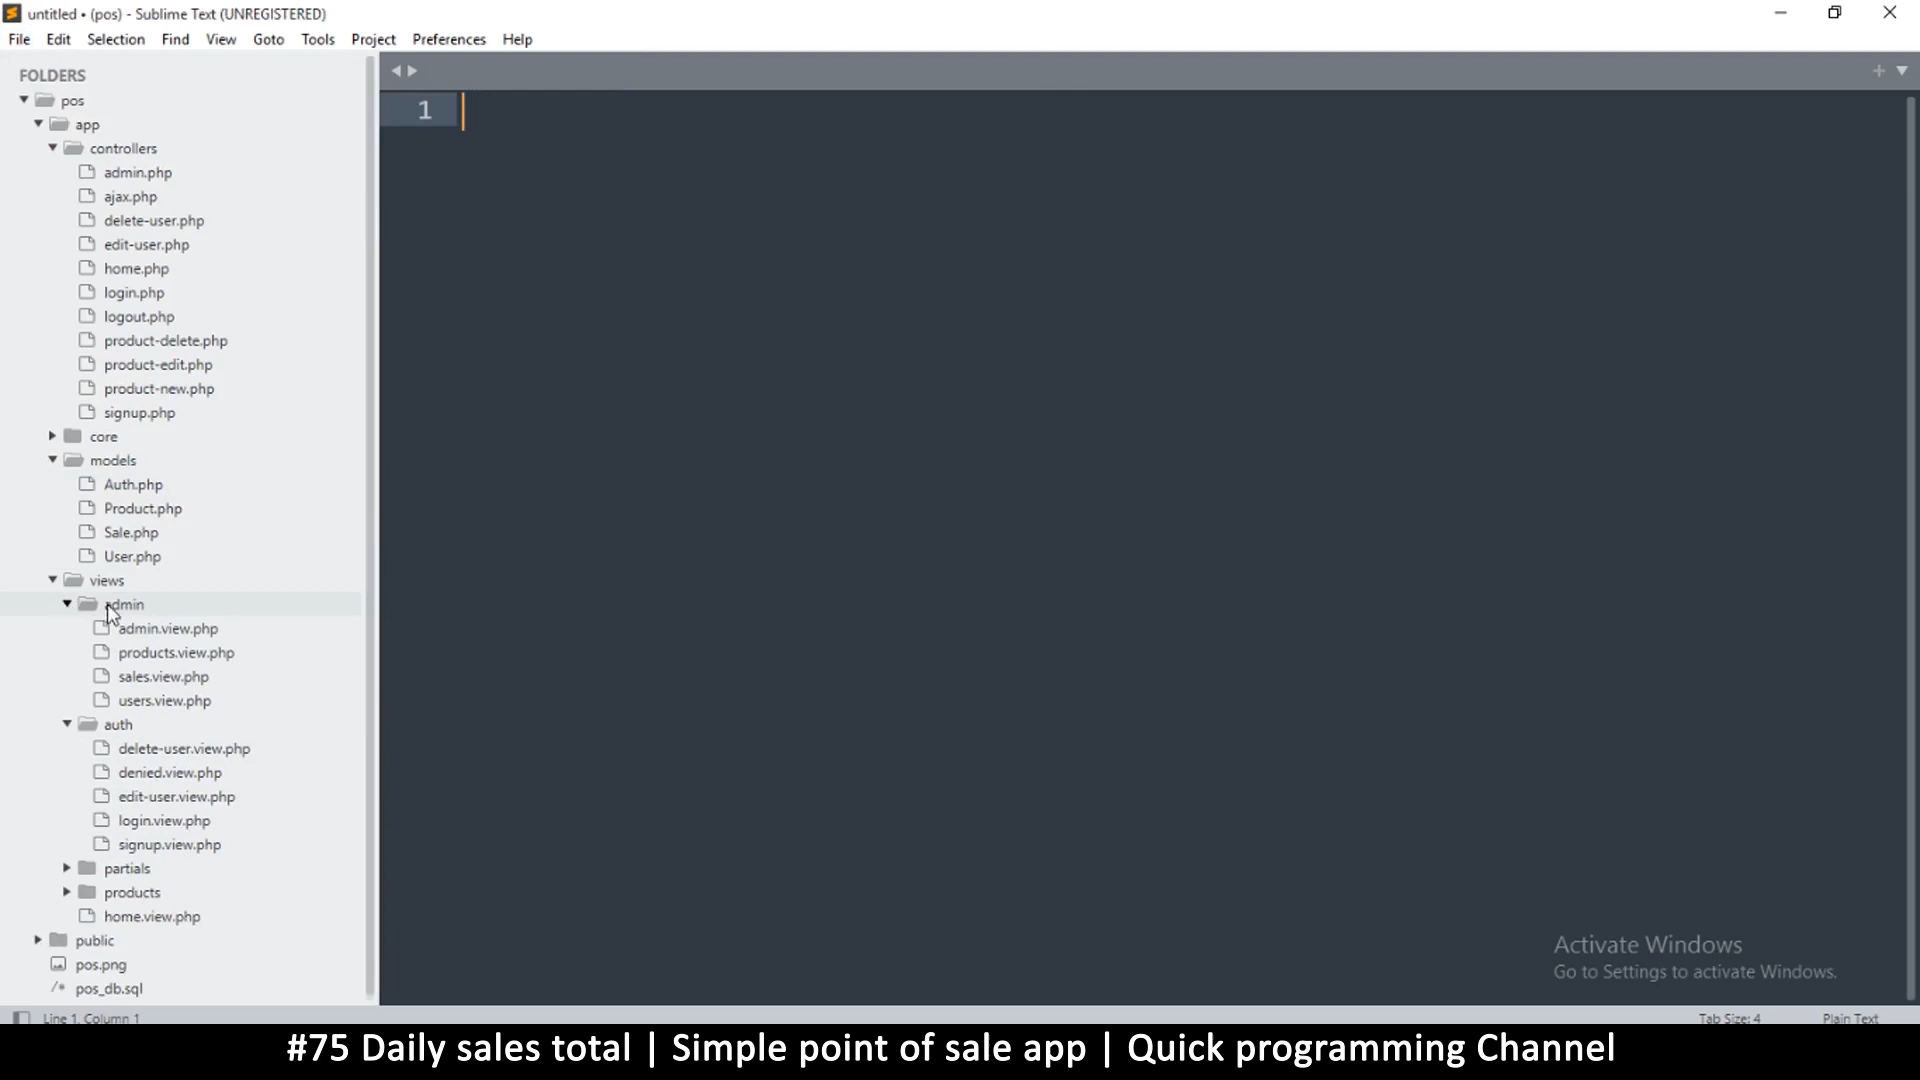 untitled • (pos) - Sublime Text (UNREGISTERED)
File Edit Selection Find View Goto Tools Project Preferences Help
FOLDERS
pos
app
controllers
admin.php
ajax.php
delete-user.php
edit-user.php
home.php
login.php
logout.php
product-delete.php
product-edit.php
product-new.php
signup.php
core
models
Auth.php
Product.php
Sale.php
User.php
views
admin
admin.view.php
products.view.php
sales.view.php
users.view.php
auth
delete-user.view.php
denied.view.php
edit-user.view.php
login.view.php
signup.view.php
partials
products
home.view.php
public
pos.png
/* pos_db.sql
1
Activate Windows
Go to Settings to activate Windows.
Line 1, Column 1
Tab Size: 4 Plain Text
#75 Daily sales total | Simple point of sale app | Quick programming Channel